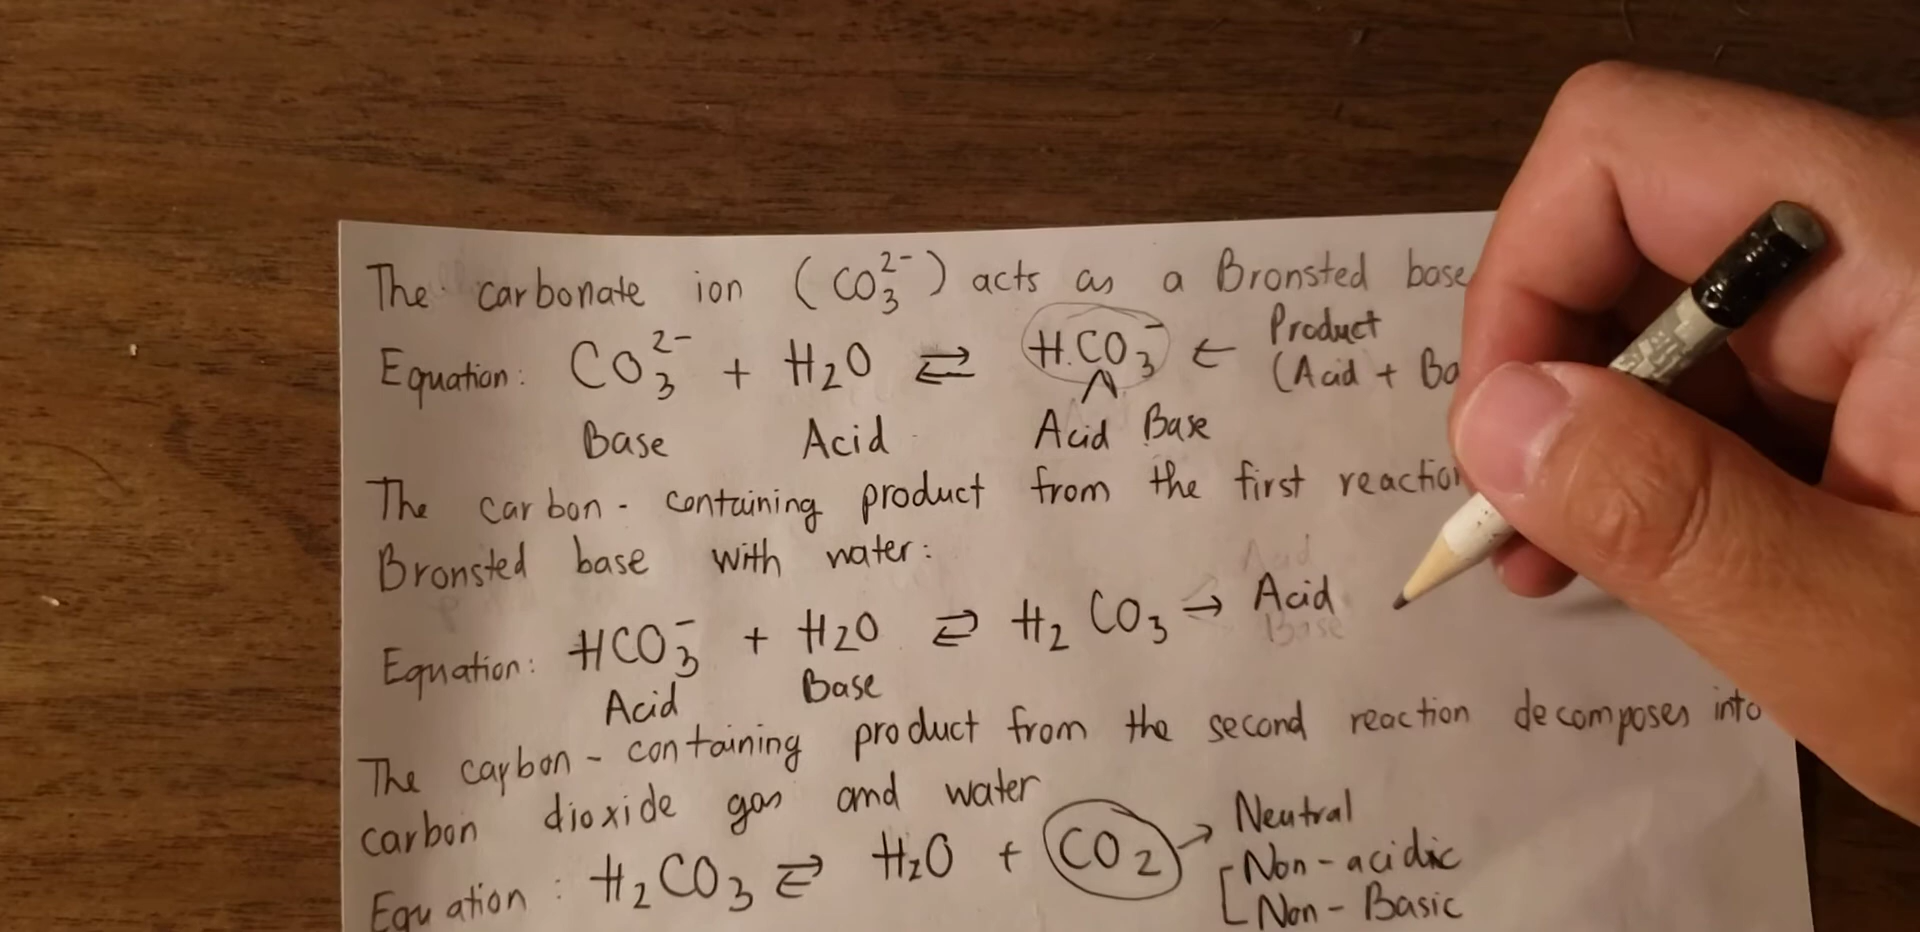 The carbonate ion (CO₃²⁻) acts as a Bronsted base
Equation: CO₃²⁻ + H₂O ⇄ HCO₃⁻ ← Product
(Acid +
Base Acid Acid Base
The carbon - containing product from the first
Bronsted base with water:
Equation: HCO₃⁻ + H₂O ⇄ H₂CO₃ → Acid
Base
Acid Base
The carbon - containing product from the second reaction decomposes into
carbon dioxide gas and water
Equation: H₂CO₃ ⇄ H₂O + CO₂ → Neutral
[Non-acidic
Non-Basic